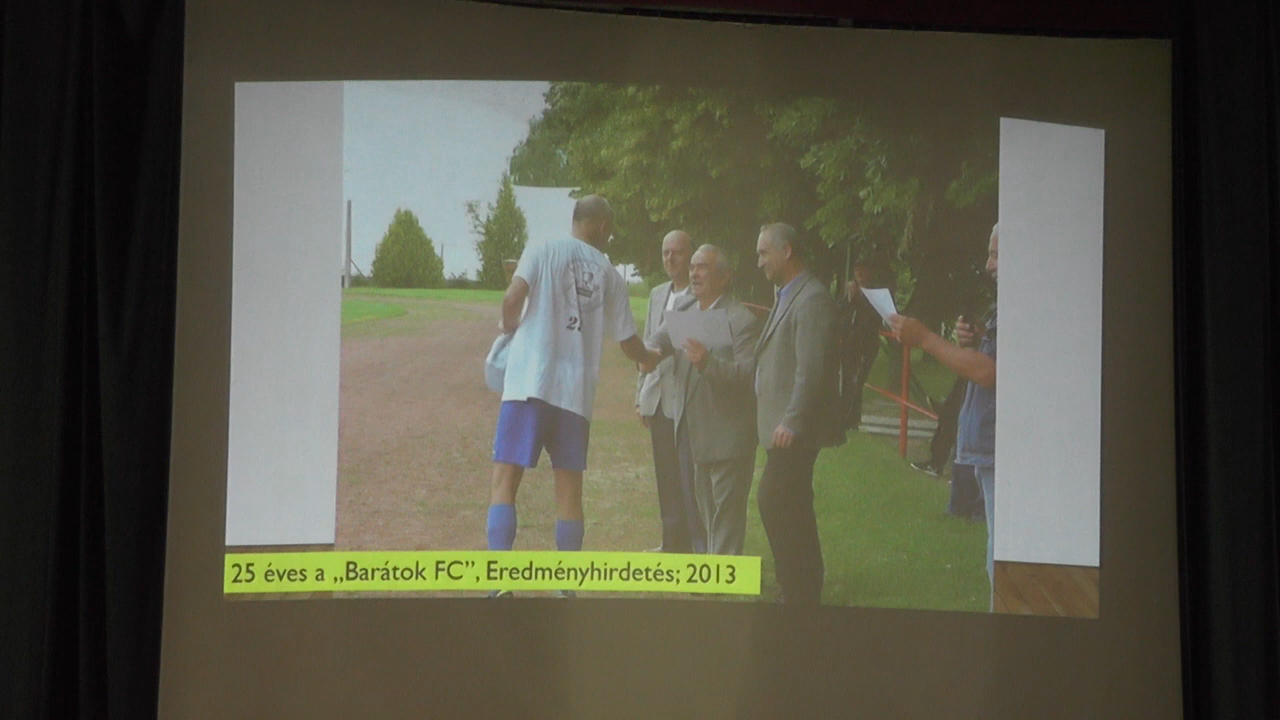 25 éves a „Barátok FC”, Eredményhirdetés; 2013